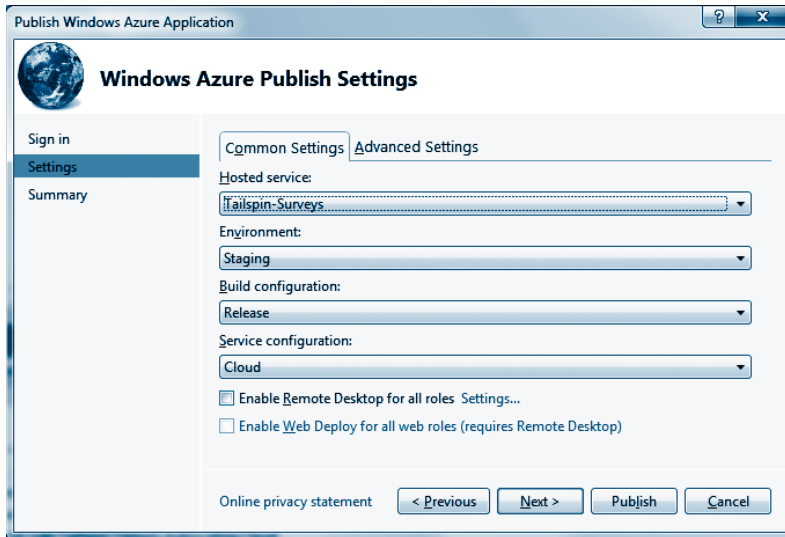 Publish Windows Azure Application
Windows Azure Publish Settings
Sign in
Settings
Summary
Common Settings Advanced Settings
Hosted service:
Tailspin-Surveys
Environment:
Staging
Build configuration:
Release
Service configuration:
Cloud
Enable Remote Desktop for all roles Settings...
Enable Web Deploy for all web roles (requires Remote Desktop)
Online privacy statement < Previous Next > Publish Cancel